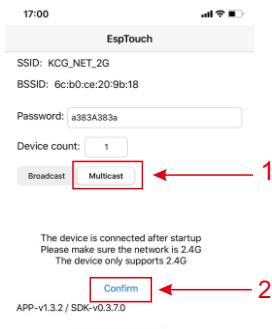 17:00
EspTouch
SSID: KCG_NET_2G
BSSID: 6c:b0:ce:20:9b:18
Password: a383A383a
Device count: 1
Broadcast Multicast 1
The device is connected after startup
Please make sure the network is 2.4G
The device only supports 2.4G
Confirm 2
APP-v1.3.2 / SDK-v0.3.7.0